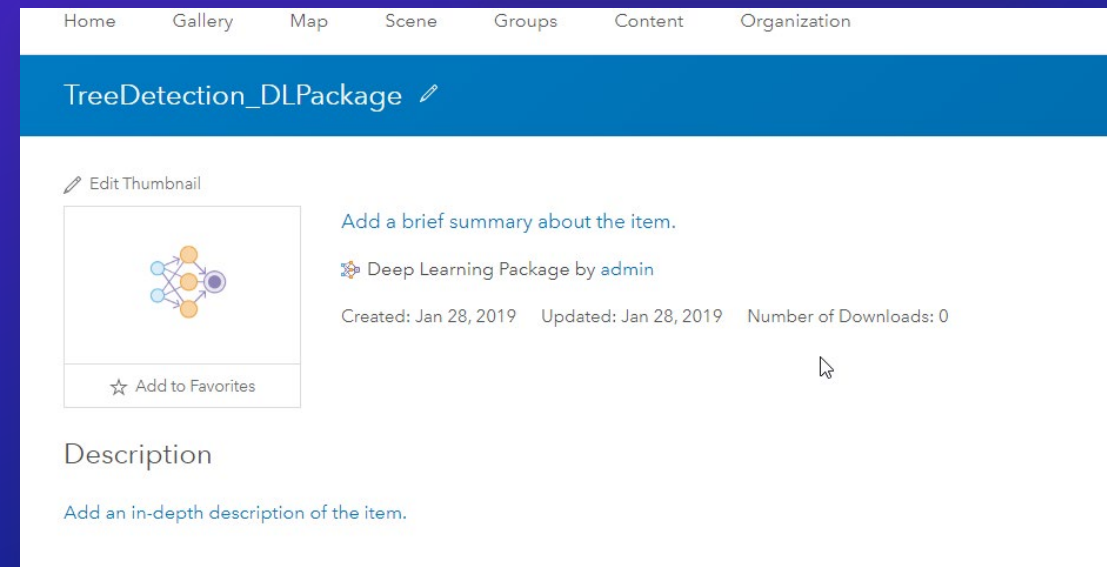 Home Gallery Map Scene Groups Content Organization
TreeDetection_DLPackage
Edit Thumbnail
Add a brief summary about the item.
Deep Learning Package by admin
Created: Jan 28, 2019 Updated: Jan 28, 2019 Number of Downloads: 0
Add to Favorites
Description
Add an in-depth description of the item.